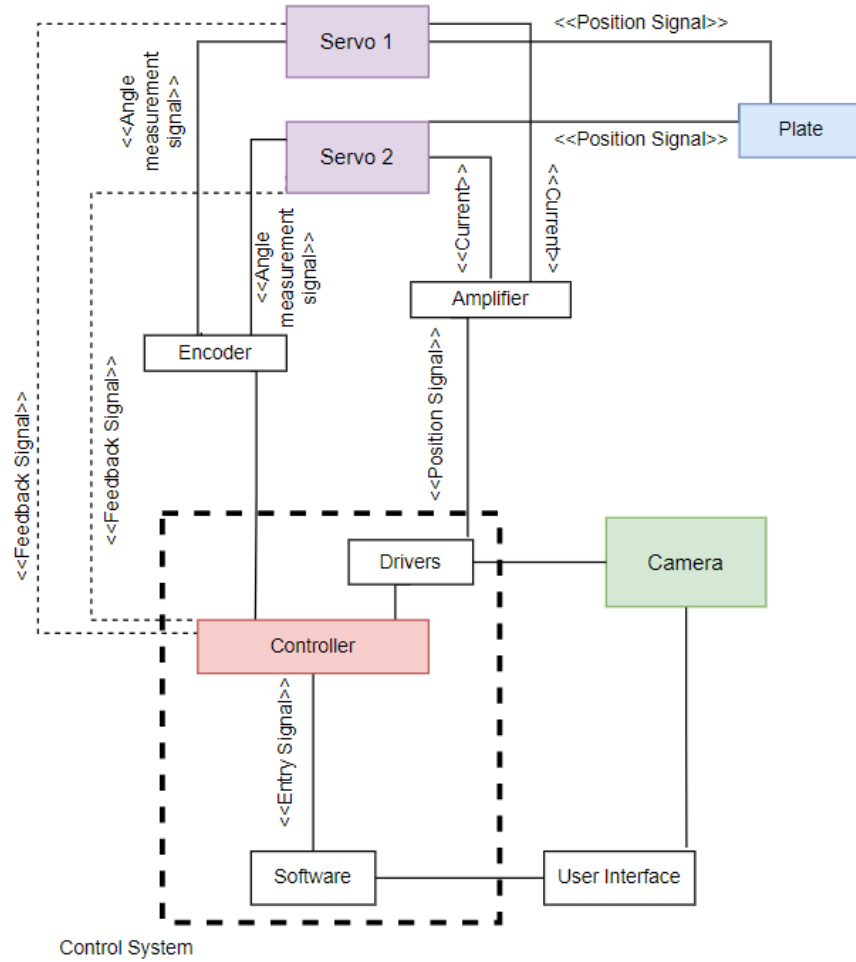 Servo 1
<<Position Signal>>
<<Angle
measurement
signal>>
Plate
Servo 2
<<Position Signal>>
<<Current>>
<<Current>>
<<Angle
measurement
signal>>
Amplifier
Encoder
<<Feedback Signal>>
<<Feedback Signal>>
<<Position Signal>>
Drivers
Camera
Controller
<<Entry Signal>>
Software
User Interface
Control System